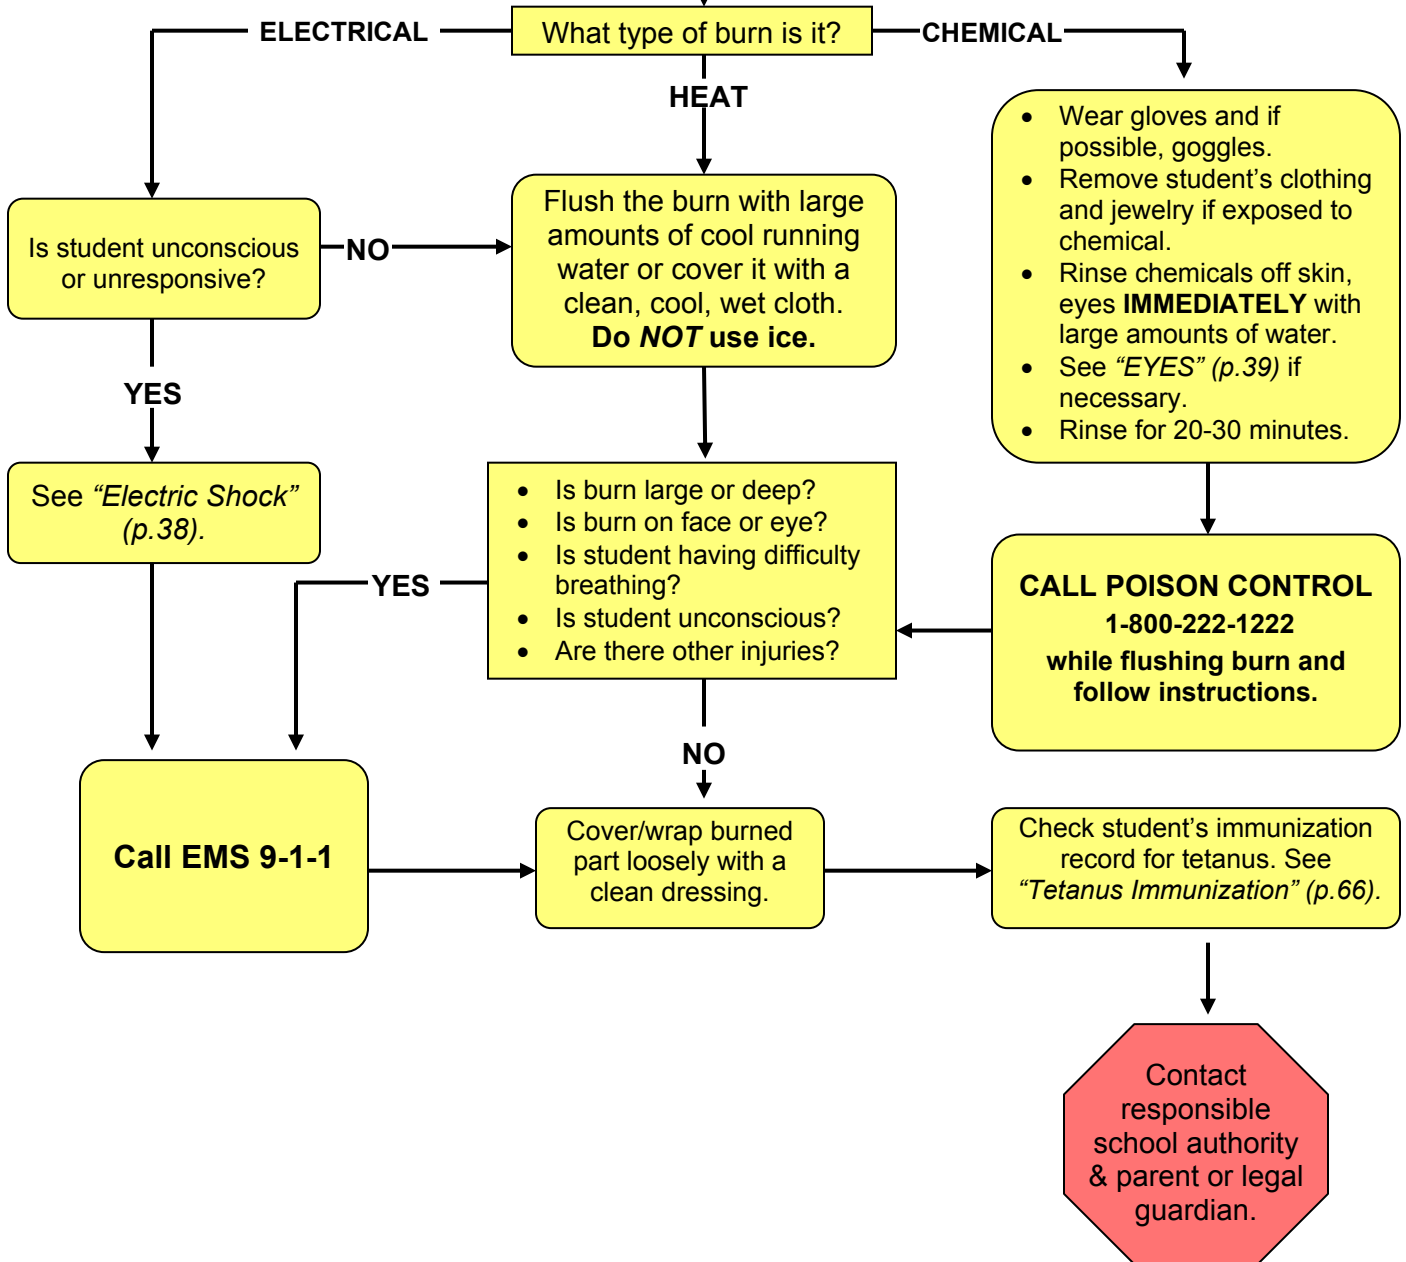 What type of burn is it?
ELECTRICAL
CHEMICAL
HEAT
Is student unconscious
or unresponsive?
NO
YES
See “Electric Shock”
(p.38).
Flush the burn with large
amounts of cool running
water or cover it with a
clean, cool, wet cloth.
Do NOT use ice.
• Wear gloves and if
possible, goggles.
• Remove student’s clothing
and jewelry if exposed to
chemical.
• Rinse chemicals off skin,
eyes IMMEDIATELY with
large amounts of water.
• See “EYES” (p.39) if
necessary.
• Rinse for 20-30 minutes.
CALL POISON CONTROL
1-800-222-1222
while flushing burn and
follow instructions.
• Is burn large or deep?
• Is burn on face or eye?
• Is student having difficulty
breathing?
• Is student unconscious?
• Are there other injuries?
YES
NO
Call EMS 9-1-1
Cover/wrap burned
part loosely with a
clean dressing.
Check student’s immunization
record for tetanus. See
“Tetanus Immunization” (p.66).
Contact
responsible
school authority
& parent or legal
guardian.